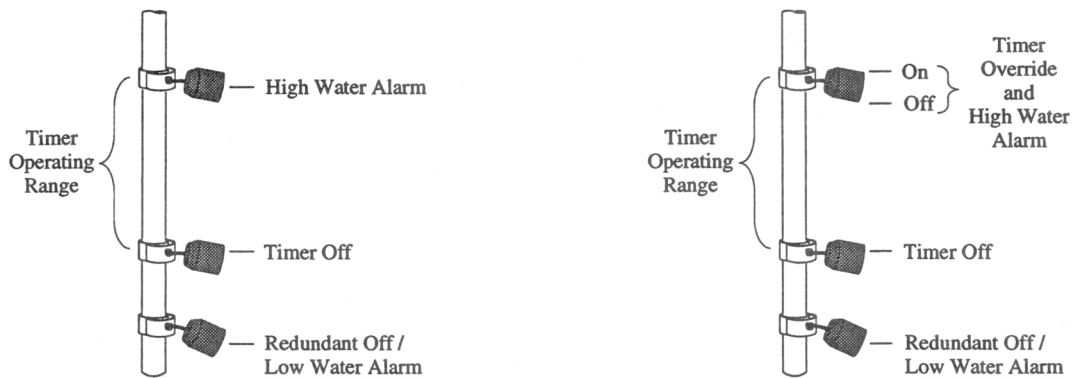 High Water Alarm
Timer
Operating
Range
Timer Off
Redundant Off /
Low Water Alarm
On
Off
Timer
Override
and
High Water
Alarm
Timer
Operating
Range
Timer Off
Redundant Off /
Low Water Alarm